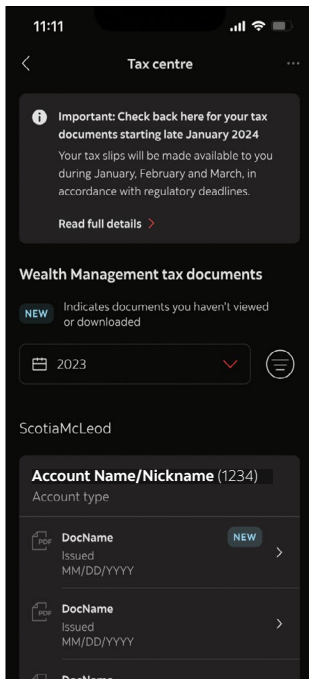 11:11
Tax centre
Important: Check back here for your tax
documents starting late January 2024
Your tax slips will be made available to you
during January, February and March, in
accordance with regulatory deadlines.
Read full details
Wealth Management tax documents
NEW Indicates documents you haven't viewed
or downloaded
2023
ScotiaMcLeod
Account Name/Nickname (1234)
Account type
PDF DocName NEW
Issued
MM/DD/YYYY
PDF DocName
Issued
MM/DD/YYYY
DocName